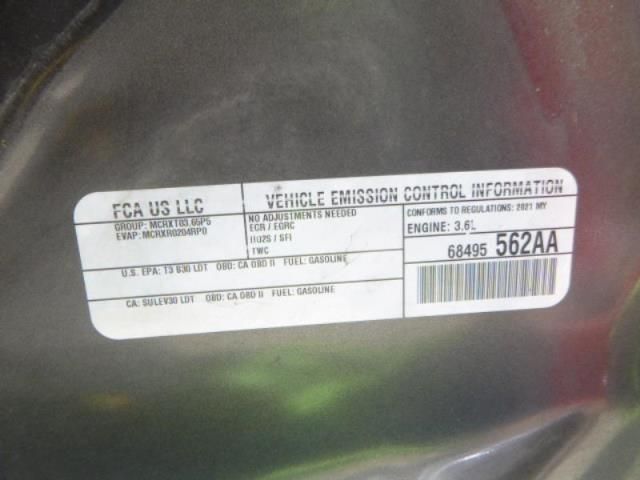 FCA US LLC
GROUP: MCRXT03.65P5
EVAP: MCRXR0204RP0
VEHICLE EMISSION CONTROL INFORMATION
NO ADJUSTMENTS NEEDED
ECR / EGRC
HO2S / SFI
TWC
CONFORMS TO REGULATIONS: 2021 MY
ENGINE: 3.6L
68495 562AA
U.S. EPA: T3 B30 LDT OBD: CA OBD II FUEL: GASOLINE
CA: SULEV30 LDT OBD: CA OBD II FUEL: GASOLINE